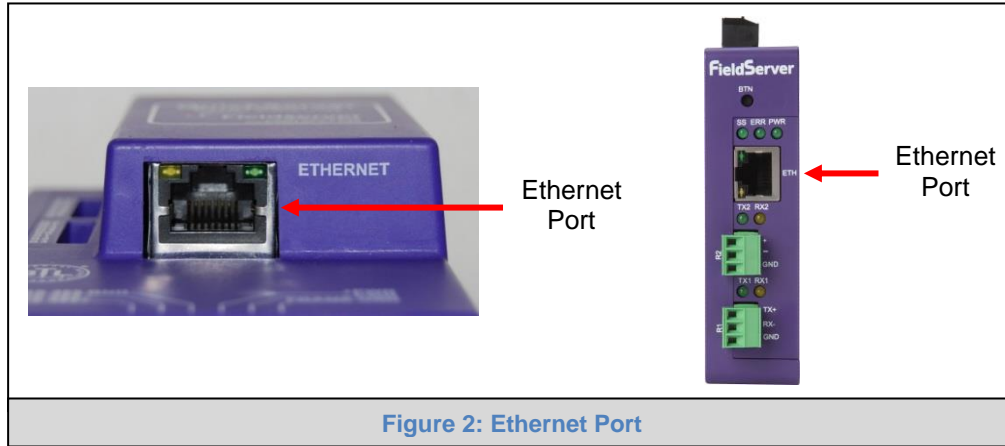 ETHERNET
Ethernet
Port
FieldServer
BTN
SS ERR PWR
ETH
TX2 RX2
R2
+
−
GND
TX1 RX1
R1
TX+
RX-
GND
Ethernet
Port
Figure 2: Ethernet Port